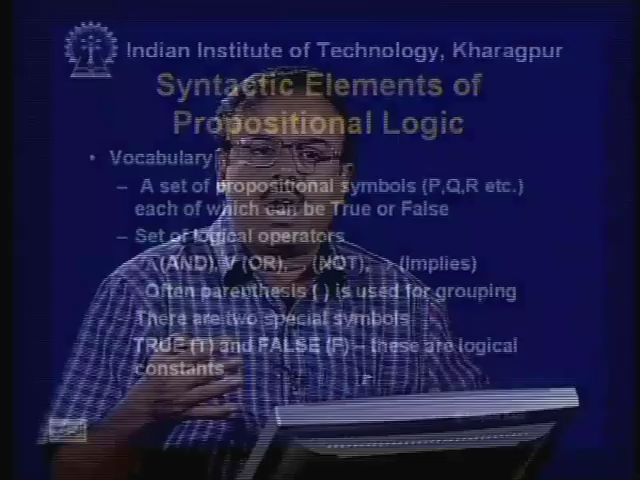 Indian Institute of Technology, Kharagpur
Syntactic Elements of
Propositional Logic
• Vocabulary
– A set of propositional symbols (P,Q,R etc.)
each of which can be True or False
– Set of logical operators
(AND), V (OR), (NOT), (implies)
Often parenthesis ( ) is used for grouping
There are two special symbols
TRUE (T) and FALSE (F) – these are logical
constants